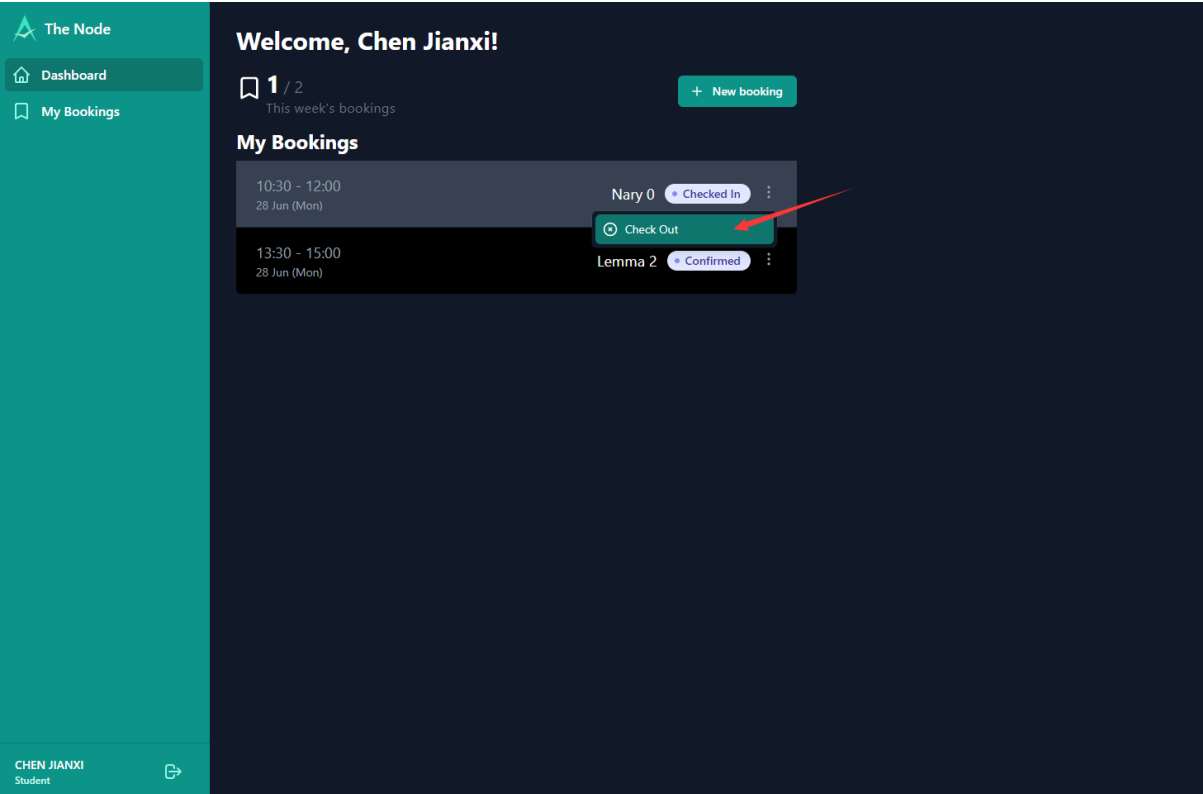 The Node
Dashboard
My Bookings
CHEN JIANXI
Student
Welcome, Chen Jianxi!
1 / 2
This week's bookings
+ New booking
My Bookings
10:30 - 12:00
28 Jun (Mon)
Nary 0
Checked In
Check Out
13:30 - 15:00
28 Jun (Mon)
Lemma 2
Confirmed